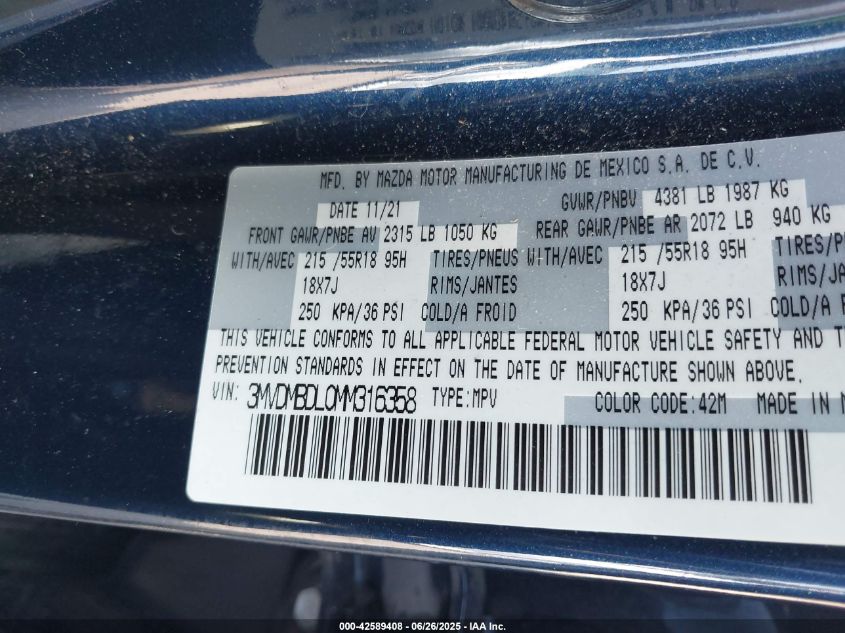 MFD. BY MAZDA MOTOR MANUFACTURING DE MEXICO S.A. DE C.V.
DATE 11/21 GVWR/PNBV 4381 LB 1987 KG
FRONT GAWR/PNBE AV 2315 LB 1050 KG REAR GAWR/PNBE AR 2072 LB 940 KG
WITH/AVEC 215 /55R18 95H TIRES/PNEUS WITH/AVEC 215 /55R18 95H TIRES/PN
18X7J RIMS/JANTES 18X7J RIMS/JA
250 KPA/36 PSI COLD/A FROID 250 KPA/36 PSI COLD/A F
THIS VEHICLE CONFORMS TO ALL APPLICABLE FEDERAL MOTOR VEHICLE SAFETY AND T
PREVENTION STANDARDS IN EFFECT ON THE DATE OF MANUFACTURE SHOWN ABOVE.
VIN: 3MVDMBDL0MM316358 TYPE:MPV COLOR CODE:42M MADE IN
000-42589408 - 06/26/2025 - IAAI.COM